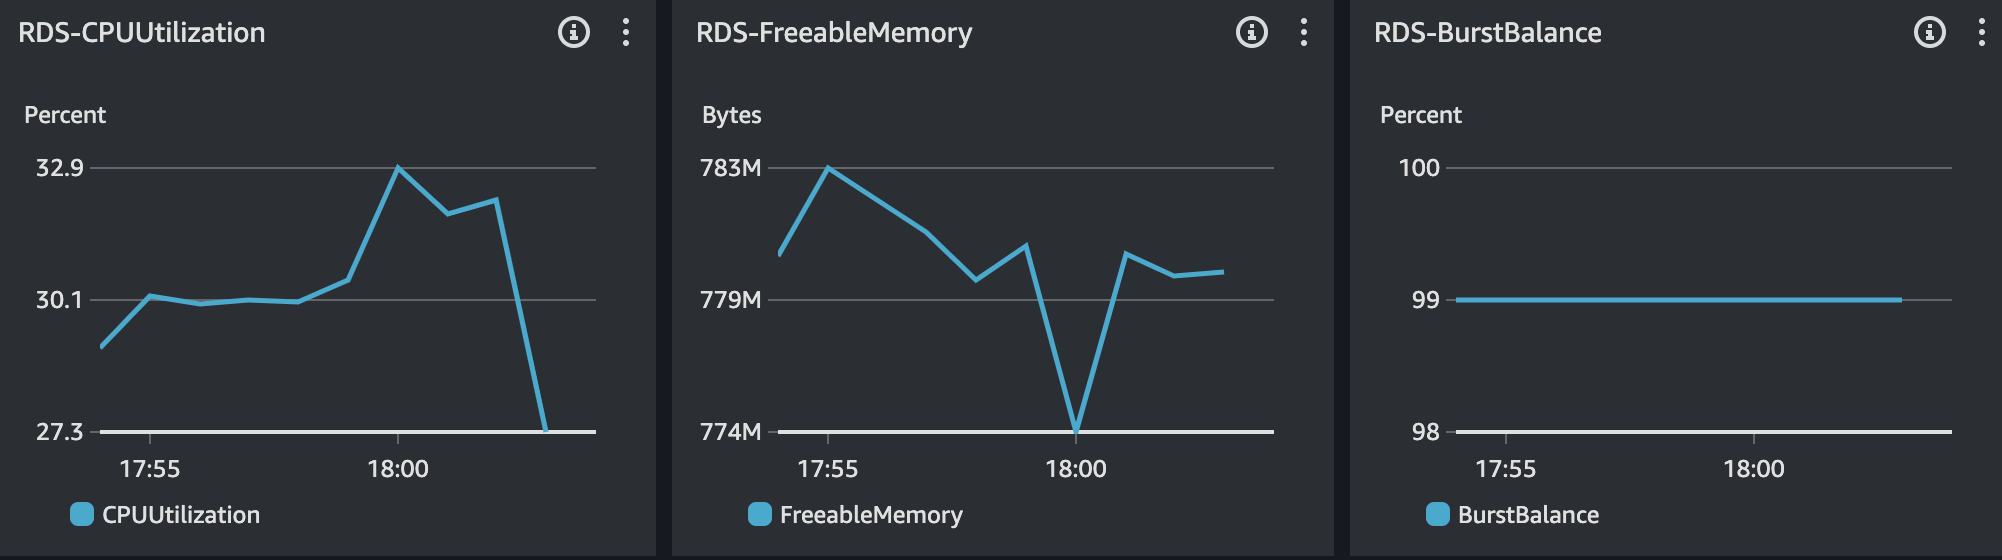 RDS-CPUUtilization
Percent
32.9
30.1
27.3
17:55 18:00
CPUUtilization
RDS-FreeableMemory
Bytes
783M
779M
774M
17:55 18:00
FreeableMemory
RDS-BurstBalance
Percent
100
99
98
17:55 18:00
BurstBalance